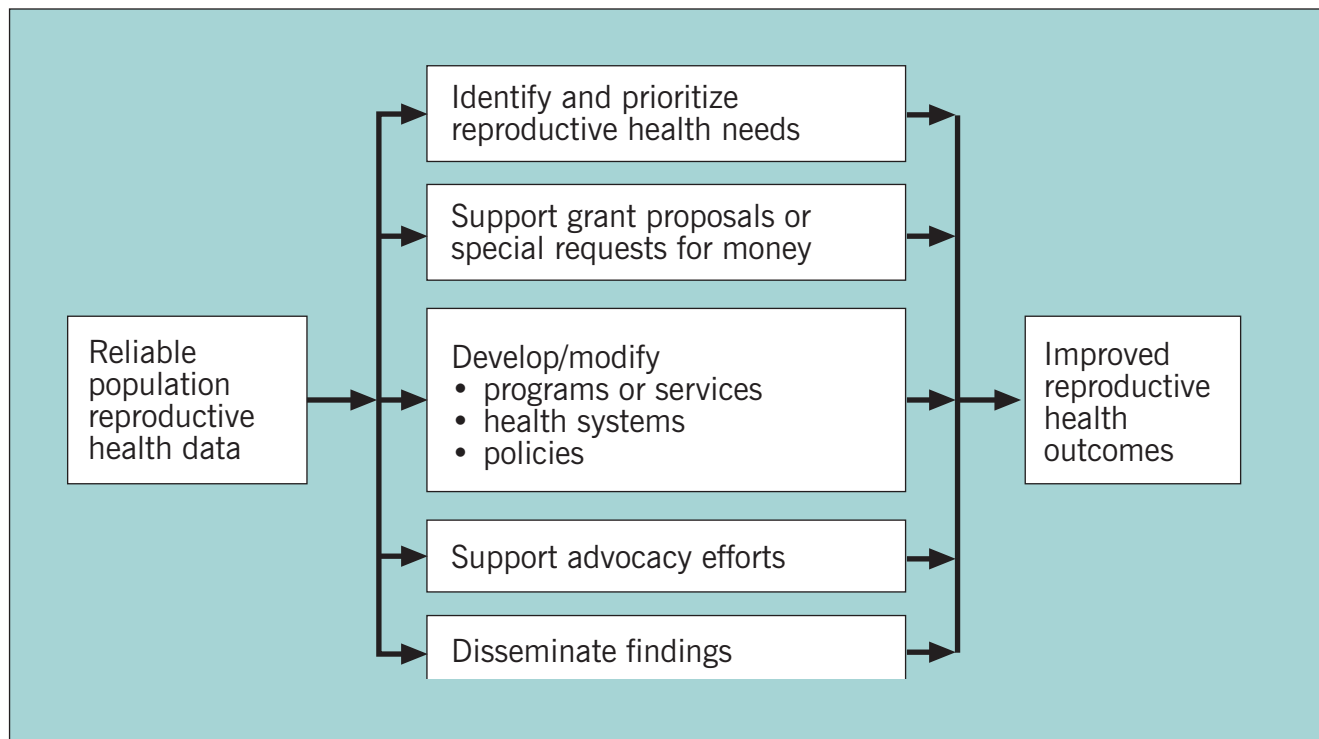 Reliable
population
reproductive
health data
Identify and prioritize
reproductive health needs
Support grant proposals or
special requests for money
Develop/modify
• programs or services
• health systems
• policies
Support advocacy efforts
Disseminate findings
Improved
reproductive
health
outcomes